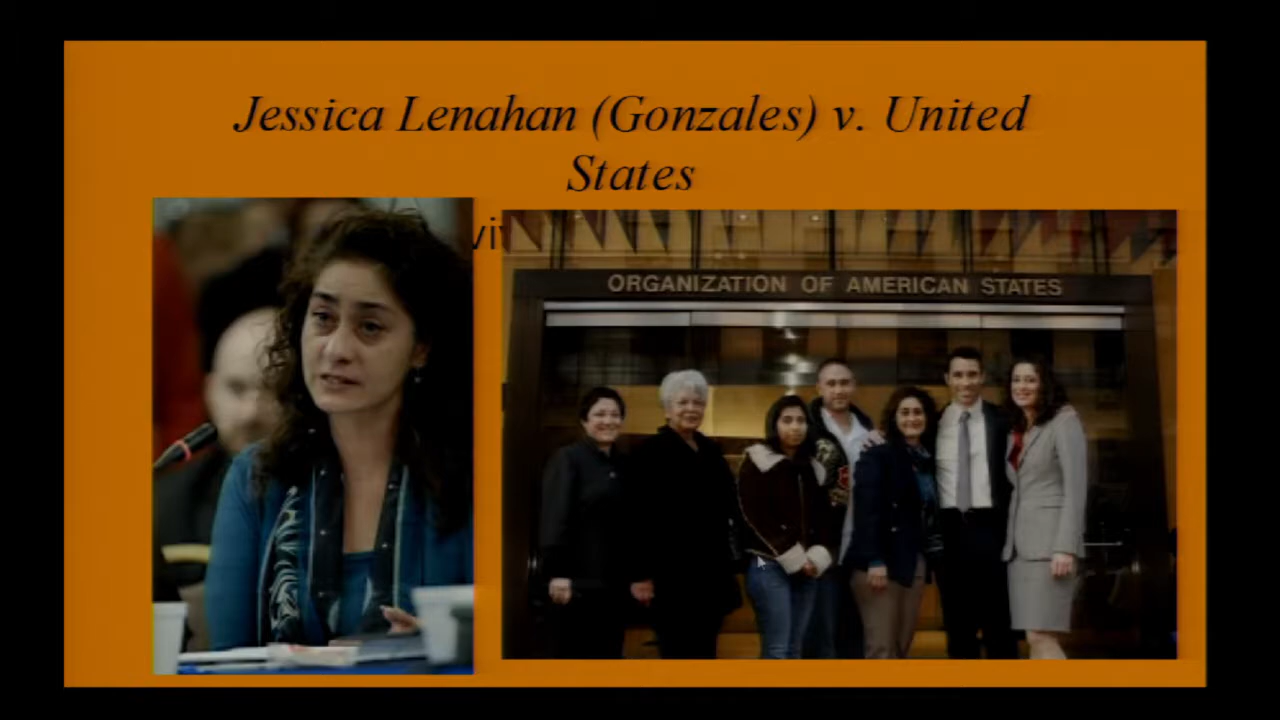 Jessica Lenahan (Gonzales) v. United
States
ORGANIZATION OF AMERICAN STATES